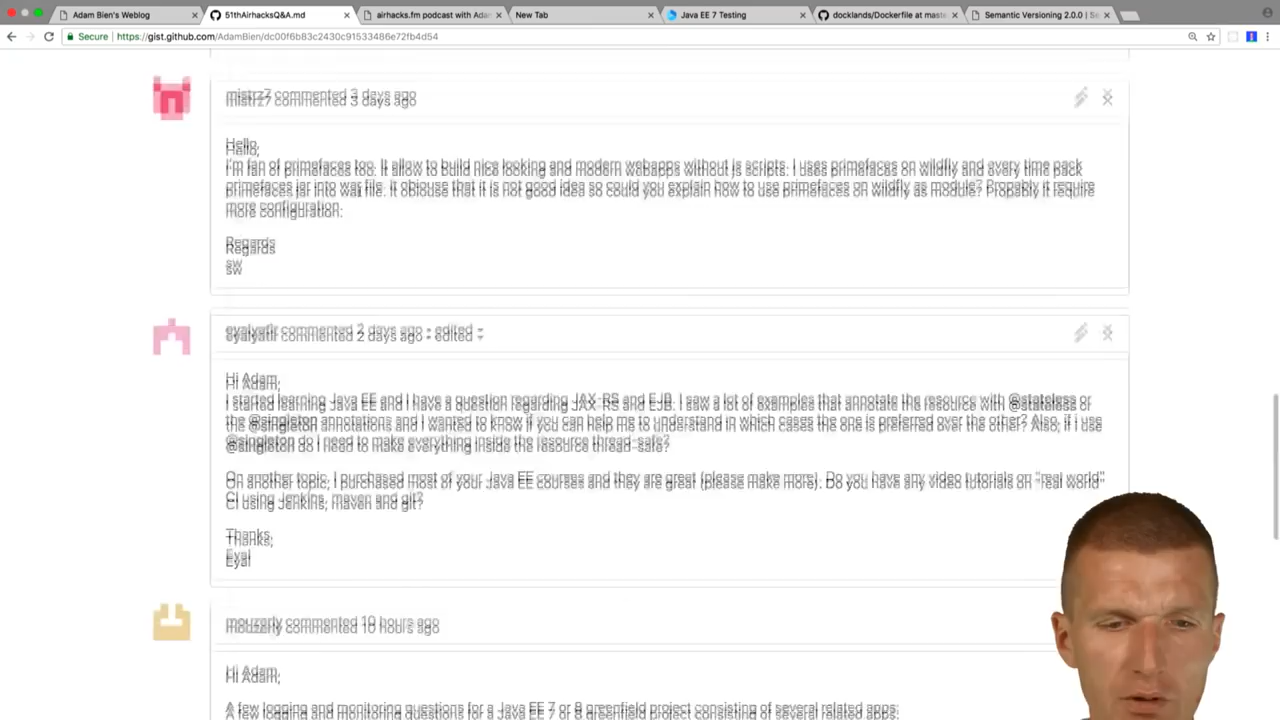 Adam Bien's Weblog
51thAirhacksQ&A.md
airhacks.fm podcast with Adam
New Tab
Java EE 7 Testing
docklands/Dockerfile at maste
Semantic Versioning 2.0.0 | Se
Secure https://gist.github.com/AdamBien/dc00f6b83c2430c91533486e72fb4d54
mistrz7 commented 3 days ago
Hello,
I'm fan of primefaces too. It allow to build nice looking and modern webapps without js scripts. I uses primefaces on wildfly and every time pack
primefaces jar into war file. It obiouse that it is not good idea so could you explain how to use primefaces on wildfly as module? Propably it require
more configuration.
Regards
sw
eyalyatir commented 2 days ago • edited
Hi Adam,
I started learning Java EE and I have a question regarding JAX-RS and EJB. I saw a lot of examples that annotate the resource with @stateless or
the @singleton annotations and I wanted to know if you can help me to understand in which cases the one is preferred over the other? Also, if I use
@singleton do I need to make everything inside the resource thread-safe?
On another topic, I purchased most of your Java EE courses and they are great (please make more). Do you have any video tutorials on "real world"
CI using Jenkins, maven and git?
Thanks,
Eyal
commented 10 hours ago
Hi Adam,
A few logging and monitoring questions for a Java EE 7 or 8 greenfield project consisting of several related apps: